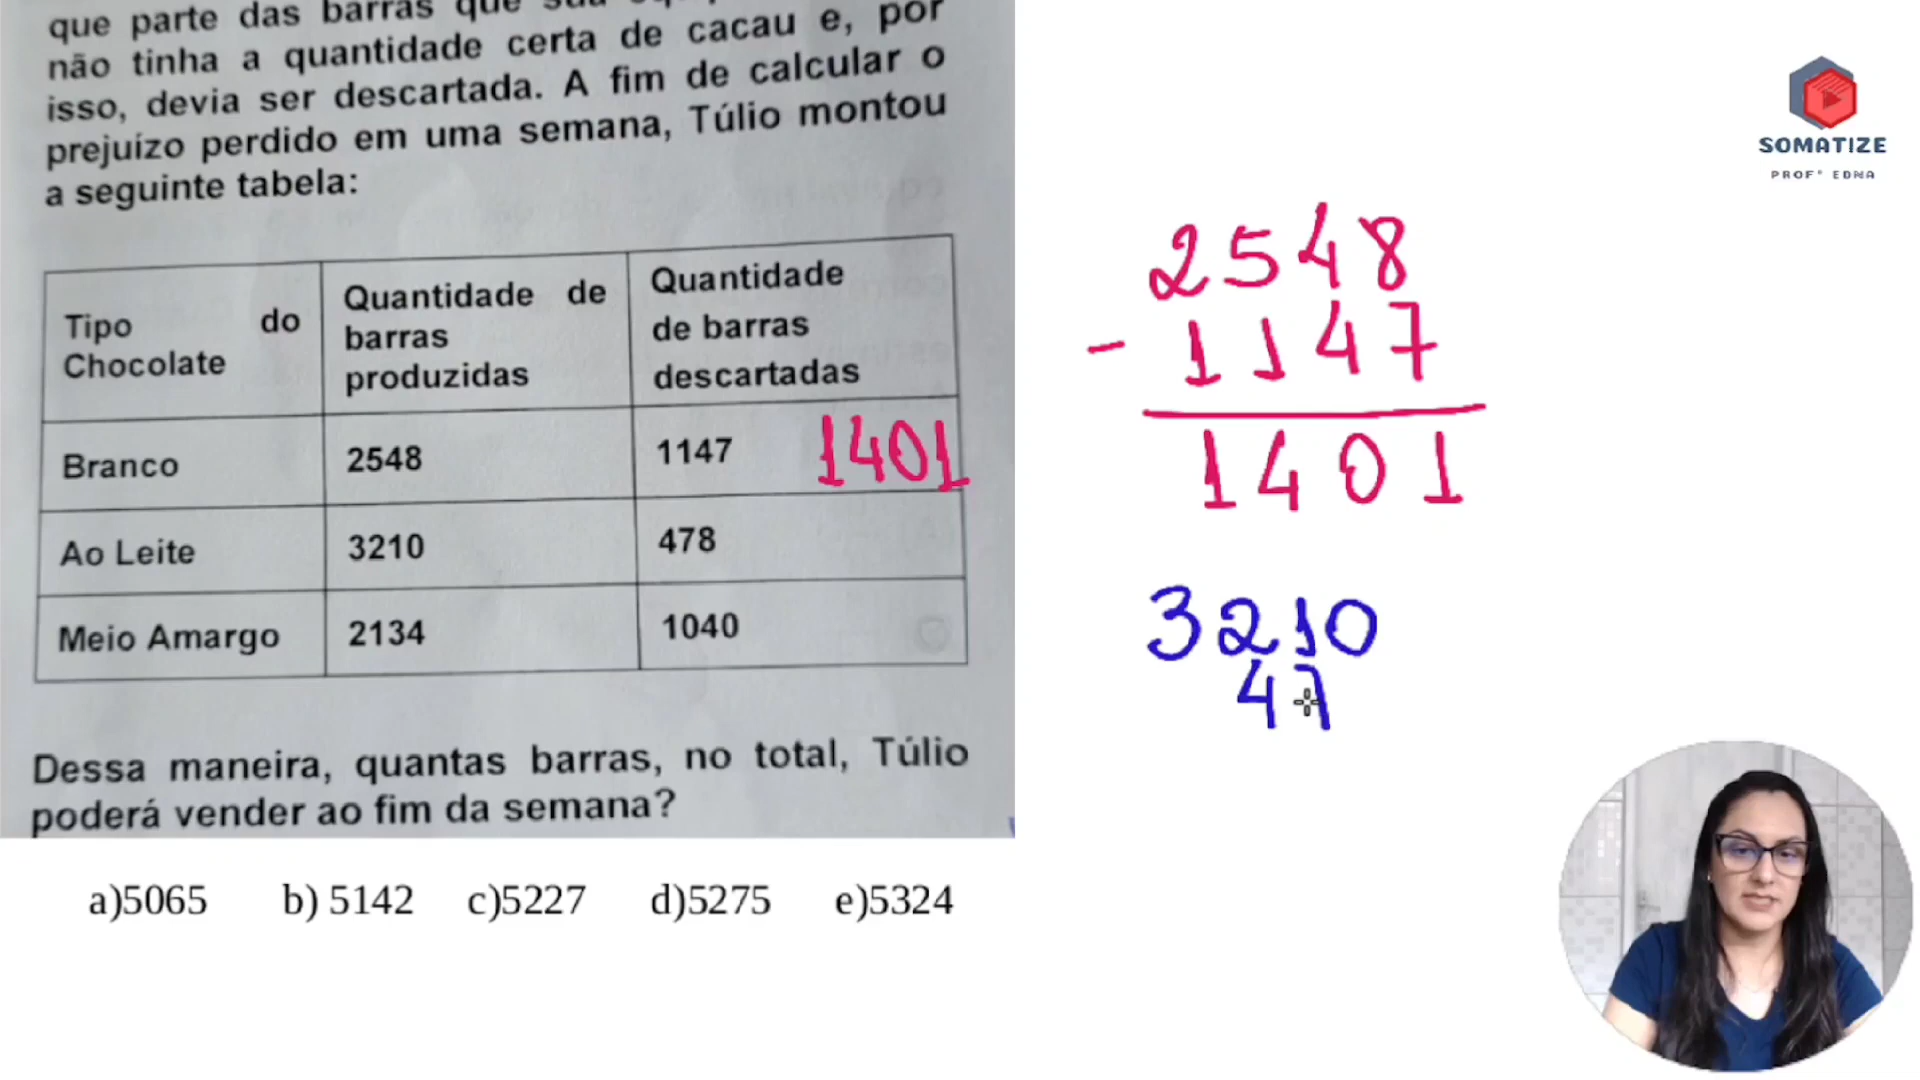 que parte das barras que
não tinha a quantidade certa de cacau e, por
isso, devia ser descartada. A fim de calcular o
prejuízo perdido em uma semana, Túlio montou
a seguinte tabela:
Tipo do Chocolate
Quantidade de barras produzidas
Quantidade de barras descartadas
Branco 2548 1147 1401
Ao Leite 3210 478
Meio Amargo 2134 1040
Dessa maneira, quantas barras, no total, Túlio
poderá vender ao fim da semana?
a)5065 b) 5142 c)5227 d)5275 e)5324
SOMATIZE
PROFª EDNA
2548
- 1147
1401
3210
47